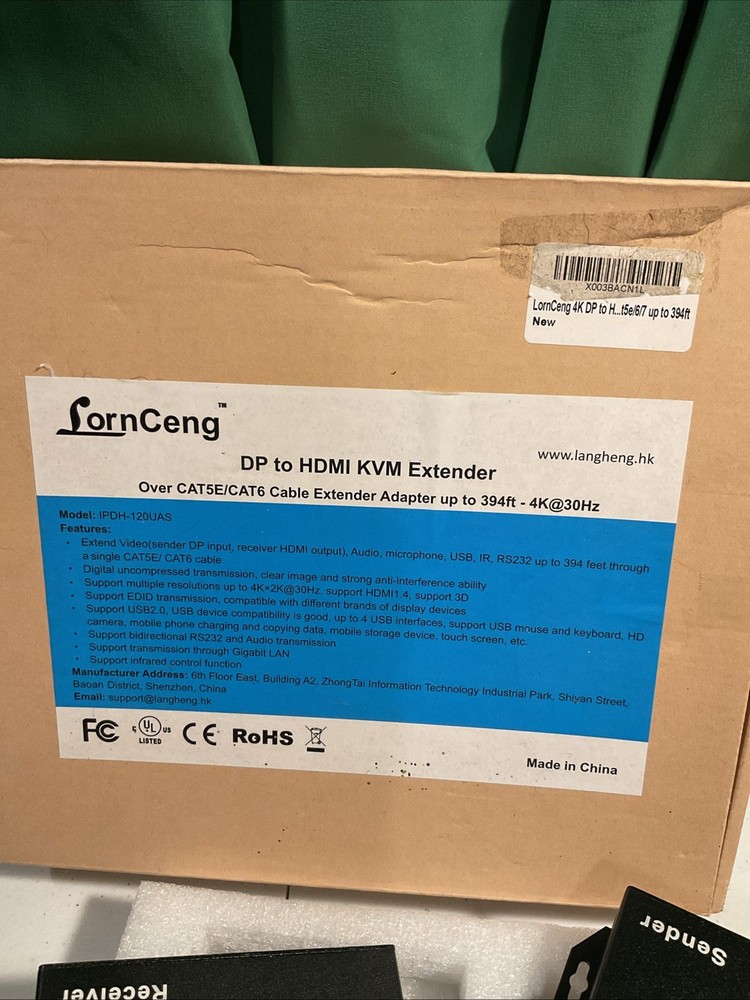 X003BACN1L
LornCeng 4K DP to H...t5e/6/7 up to 394ft
New
LornCeng™
www.langheng.hk
DP to HDMI KVM Extender
Over CAT5E/CAT6 Cable Extender Adapter up to 394ft - 4K@30Hz
Model: IPDH-120UAS
Features:
• Extend Video(sender DP input, receiver HDMI output), Audio, microphone, USB, IR, RS232 up to 394 feet through
a single CAT5E/ CAT6 cable
• Digital uncompressed transmission, clear image and strong anti-interference ability
• Support multiple resolutions up to 4K×2K@30Hz, support HDMI1.4, support 3D
• Support EDID transmission, compatible with different brands of display devices
• Support USB2.0, USB device compatibility is good, up to 4 USB interfaces, support USB mouse and keyboard, HD
camera, mobile phone charging and copying data, mobile storage device, touch screen, etc.
• Support bidirectional RS232 and Audio transmission
• Support transmission through Gigabit LAN
• Support infrared control function
Manufacturer Address: 6th Floor East, Building A2, ZhongTai Information Technology Industrial Park, Shiyan Street,
Baoan District, Shenzhen, China
Email: support@langheng.hk
FC c UL us LISTED CE RoHS
Made in China
Receiver
Sender